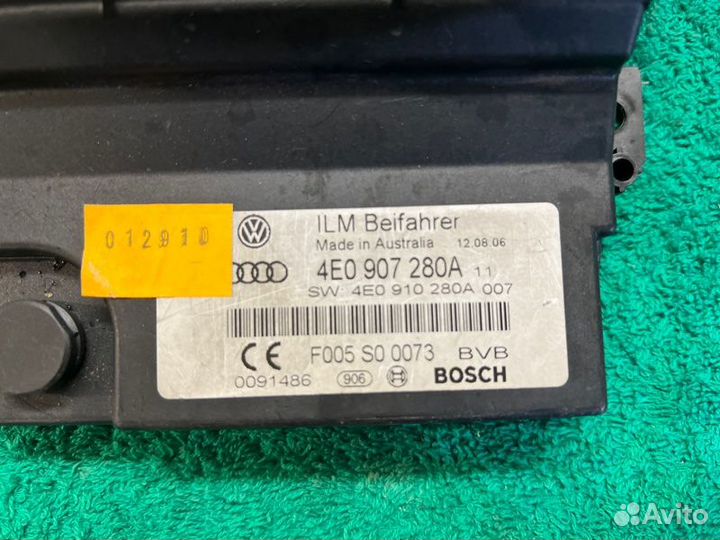 012910
ILM Beifahrer
Made in Australia 12.08.06
4E0 907 280A 11
SW: 4E0 910 280A 007
F005 S0 0073 BVB
0091486 906 BOSCH
Avito